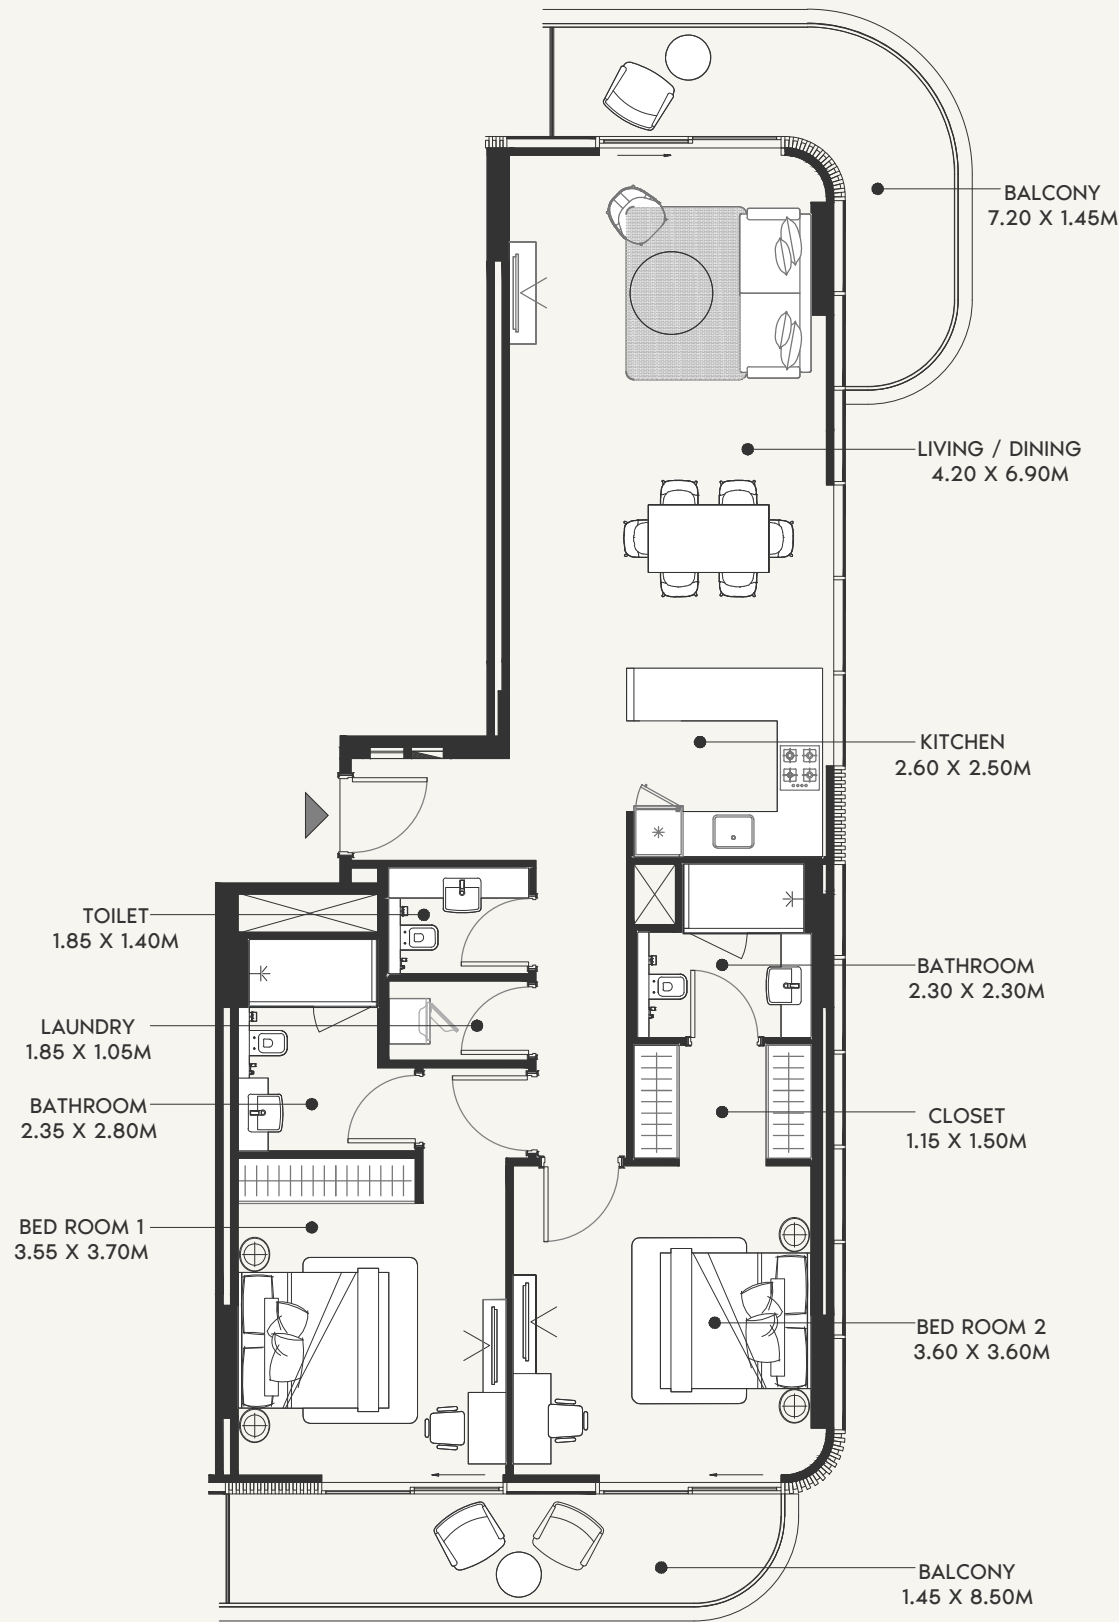 BALCONY
7.20 X 1.45M
LIVING / DINING
4.20 X 6.90M
KITCHEN
2.60 X 2.50M
TOILET
1.85 X 1.40M
BATHROOM
2.30 X 2.30M
LAUNDRY
1.85 X 1.05M
BATHROOM
2.35 X 2.80M
CLOSET
1.15 X 1.50M
BED ROOM 1
3.55 X 3.70M
BED ROOM 2
3.60 X 3.60M
BALCONY
1.45 X 8.50M